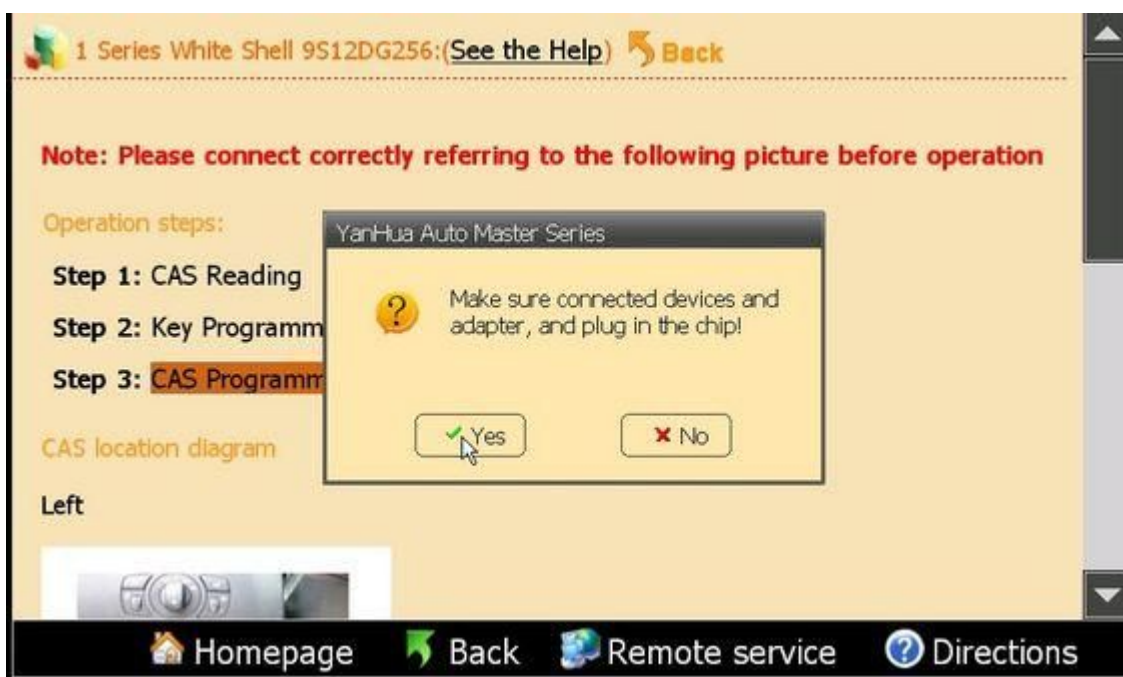 1 Series White Shell 9S12DG256:(See the Help) Back
Note: Please connect correctly referring to the following picture before operation
Operation steps:
Step 1: CAS Reading
Step 2: Key Programm
Step 3: CAS Programm
YanHua Auto Master Series
Make sure connected devices and
adapter, and plug in the chip!
Yes
No
CAS location diagram
Left
Homepage Back Remote service Directions